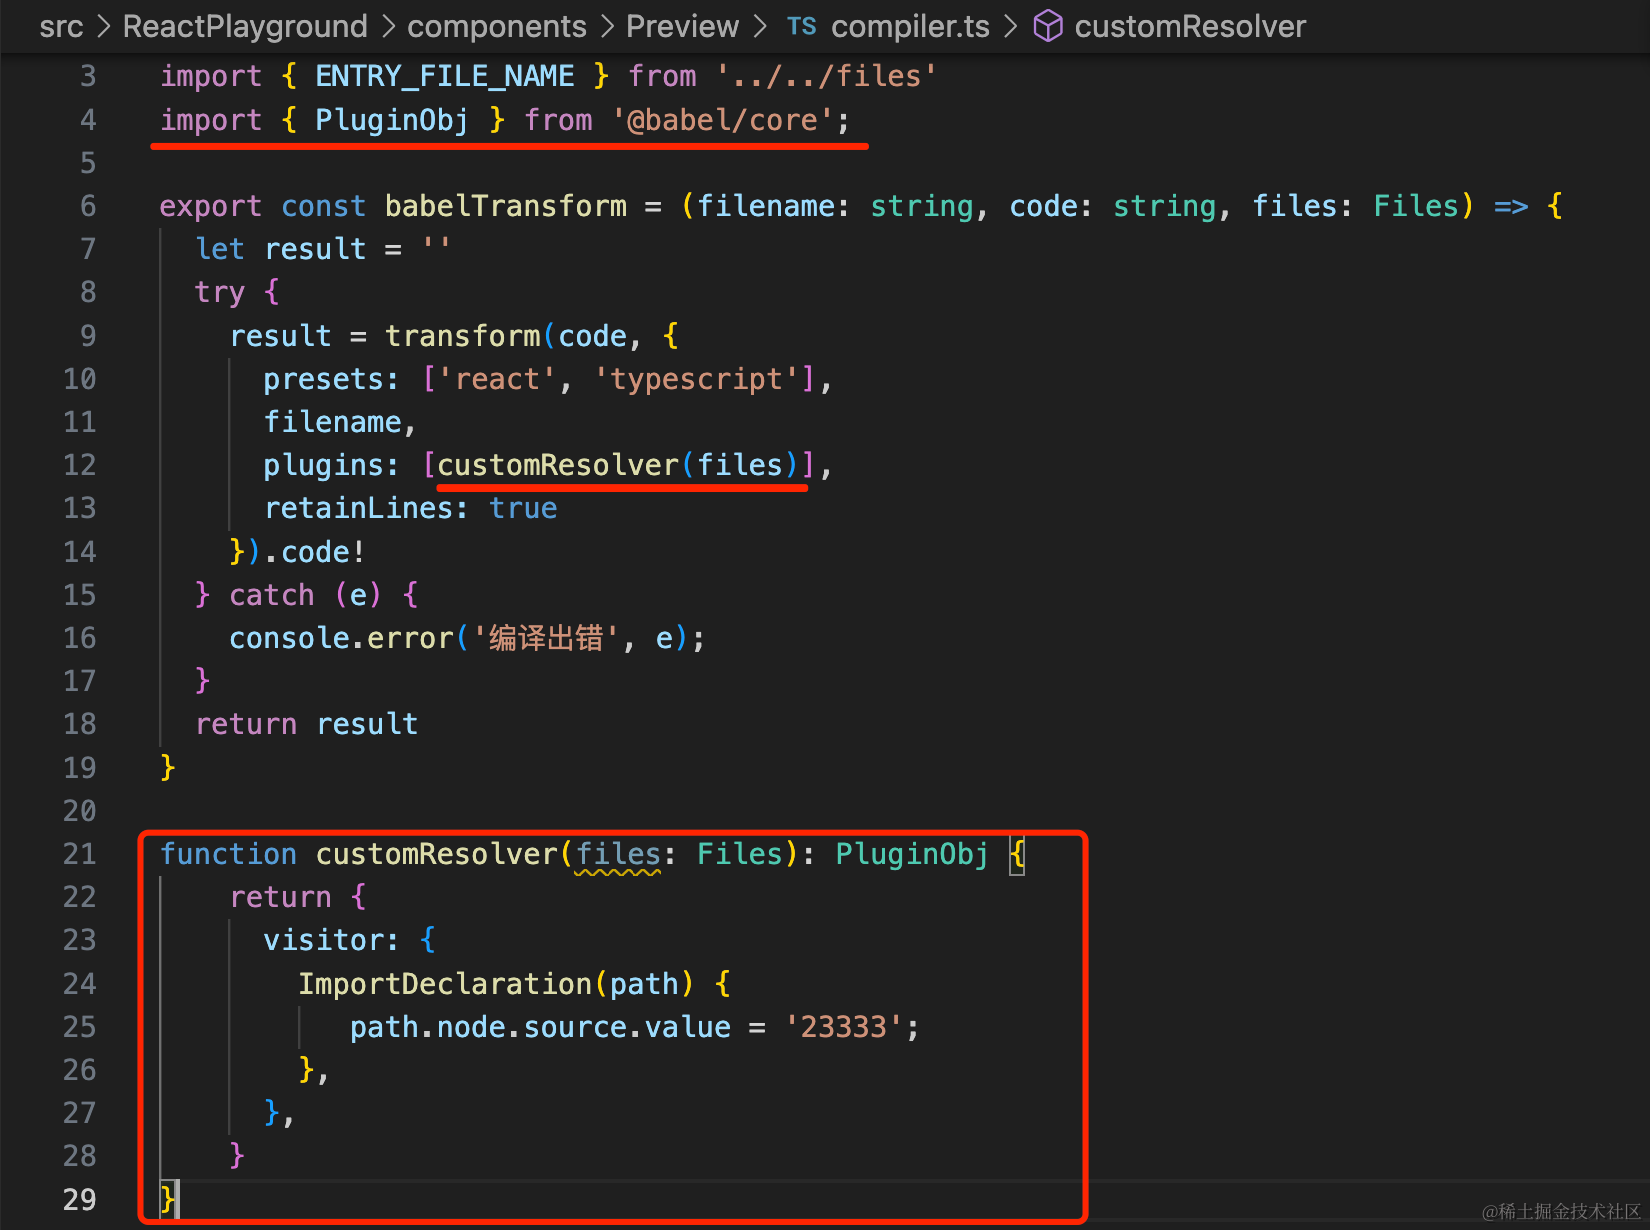 src > ReactPlayground > components > Preview > TS compiler.ts > customResolver
3 import { ENTRY_FILE_NAME } from '../../files'
4 import { PluginObj } from '@babel/core';
5
6 export const babelTransform = (filename: string, code: string, files: Files) => {
7 let result = ''
8 try {
9 result = transform(code, {
10 presets: ['react', 'typescript'],
11 filename,
12 plugins: [customResolver(files)],
13 retainLines: true
14 }).code!
15 } catch (e) {
16 console.error('编译出错', e);
17 }
18 return result
19 }
20
21 function customResolver(files: Files): PluginObj {
22 return {
23 visitor: {
24 ImportDeclaration(path) {
25 path.node.source.value = '23333';
26 },
27 },
28 }
29 }
@稀土掘金技术社区